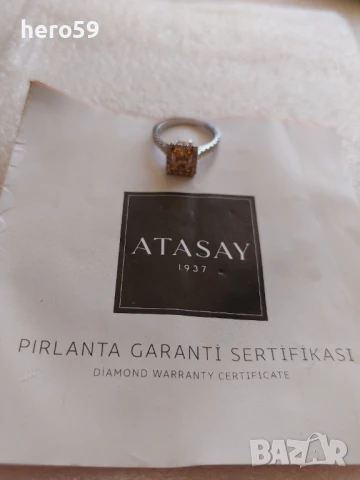 hero59
ATASAY
1937
PIRLANTA GARANTİ SERTİFİKASI
DIAMOND WARRANTY CERTIFICATE
BAZAR